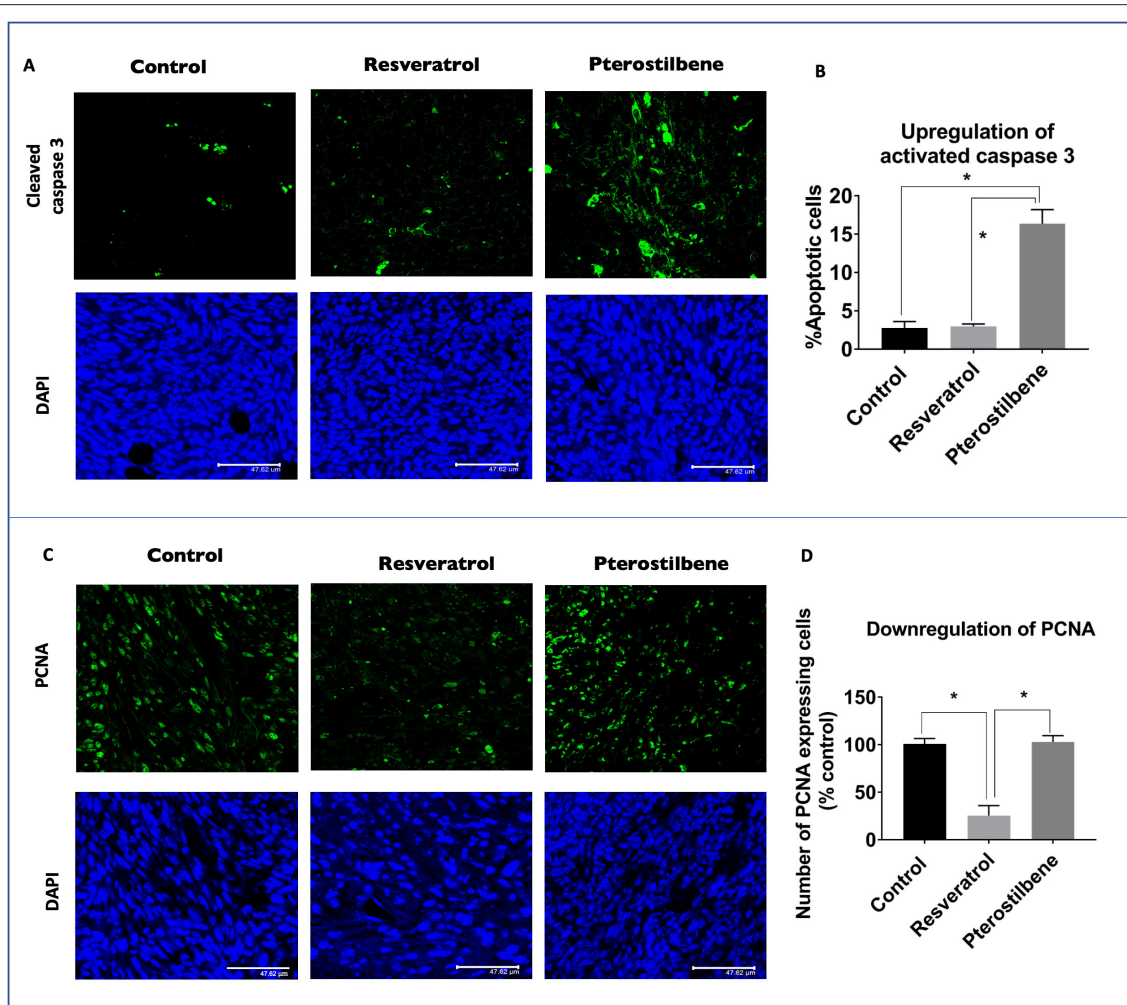 A
Control
Resveratrol
Pterostilbene
Cleaved
caspase 3
DAPI
47.62 um
47.62 um
47.62 um
B
Upregulation of
activated caspase 3
%Apoptotic cells
20
15
10
5
0
*
*
Control
Resveratrol
Pterostilbene
C
Control
Resveratrol
Pterostilbene
PCNA
DAPI
47.62 µm
47.62 µm
47.62 µm
D
Downregulation of PCNA
Number of PCNA expressing cells
(% control)
150
100
50
0
*
*
Control
Resveratrol
Pterostilbene